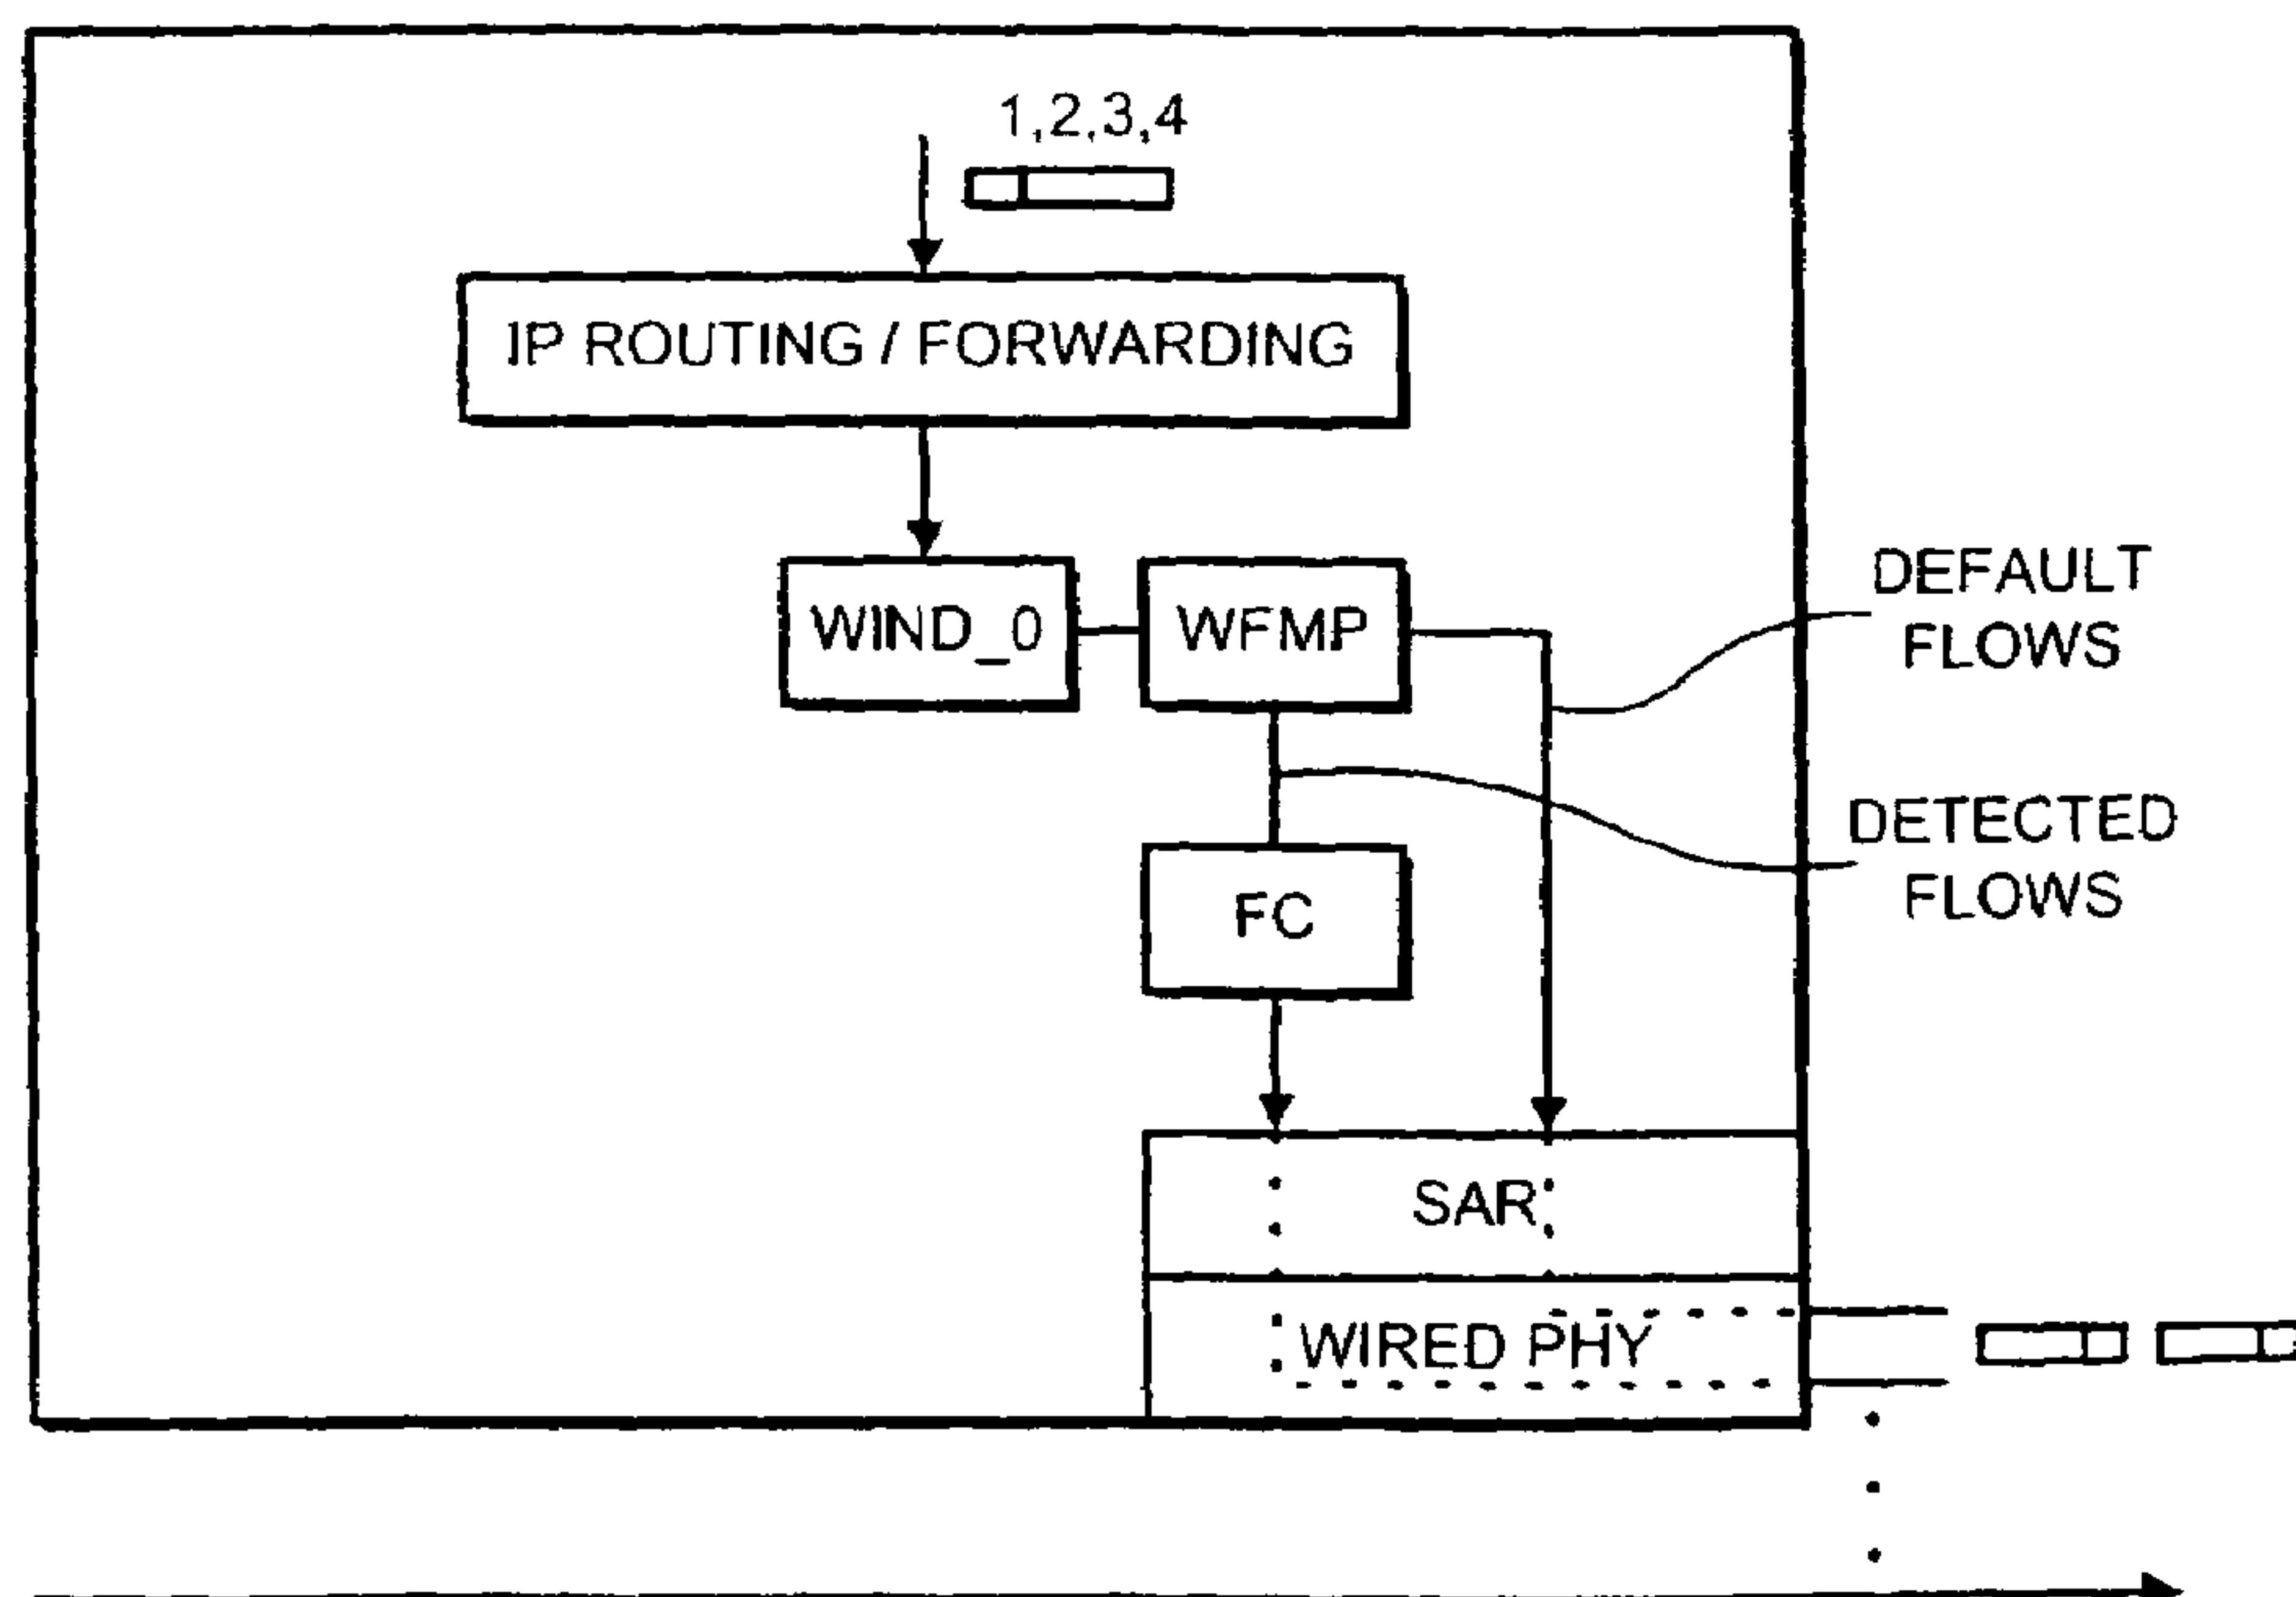 1,2,3,4
IP ROUTING / FORWARDING
WIND_0
WFMP
DEFAULT
FLOWS
DETECTED
FLOWS
FC
SAR
WIRED PHY